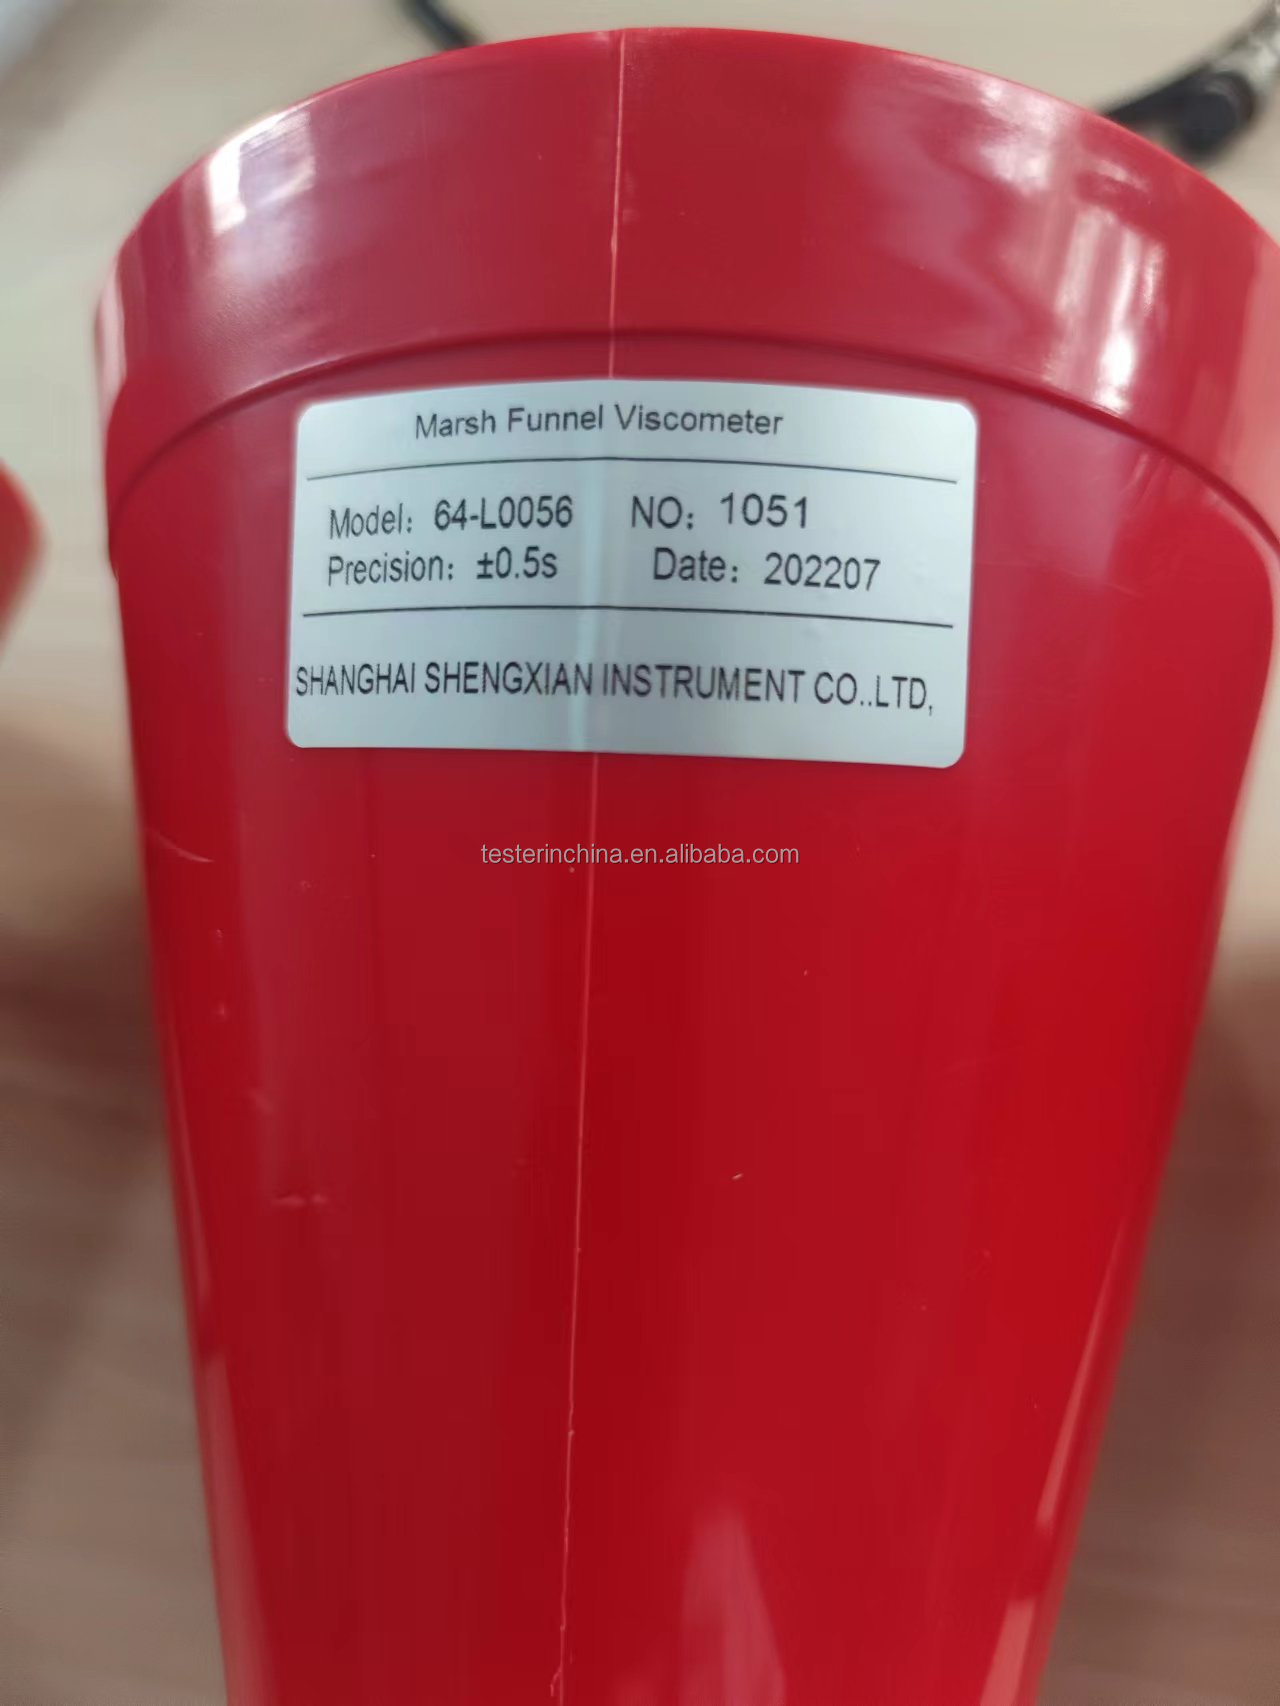 Marsh Funnel Viscometer
Model: 64-L0056 NO: 1051
Precision: ±0.5s Date: 202207
SHANGHAI SHENGXIAN INSTRUMENT CO..LTD,
testerinchina.en.alibaba.com